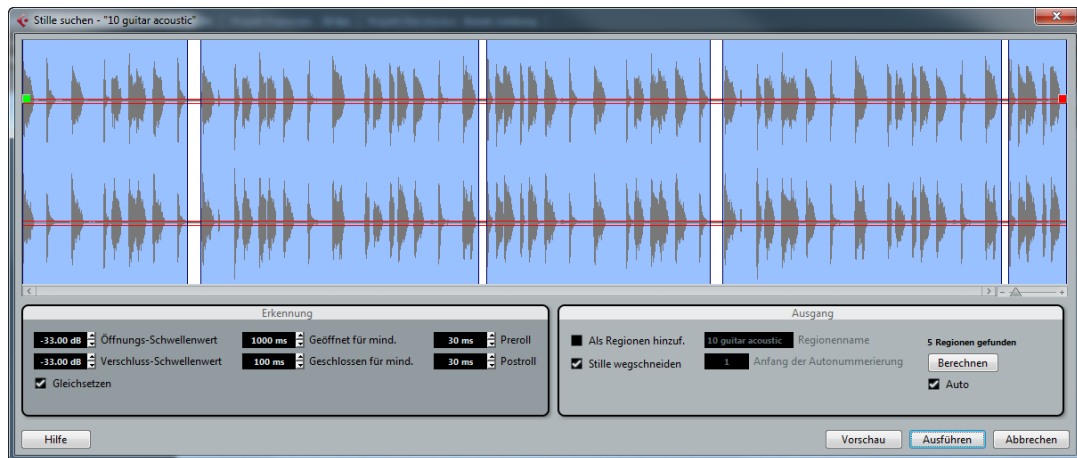 Stille suchen - "10 guitar acoustic"
Erkennung
-33.00 dB Öffnungs-Schwellenwert 1000 ms Geöffnet für mind. 30 ms Preroll
-33.00 dB Verschluss-Schwellenwert 100 ms Geschlossen für mind. 30 ms Postroll
Gleichsetzen
Ausgang
Als Regionen hinzuf. 10 guitar acoustic Regionenname
Stille wegschneiden 1 Anfang der Autonummerierung
5 Regionen gefunden
Berechnen
Auto
Hilfe
Vorschau
Ausführen
Abbrechen